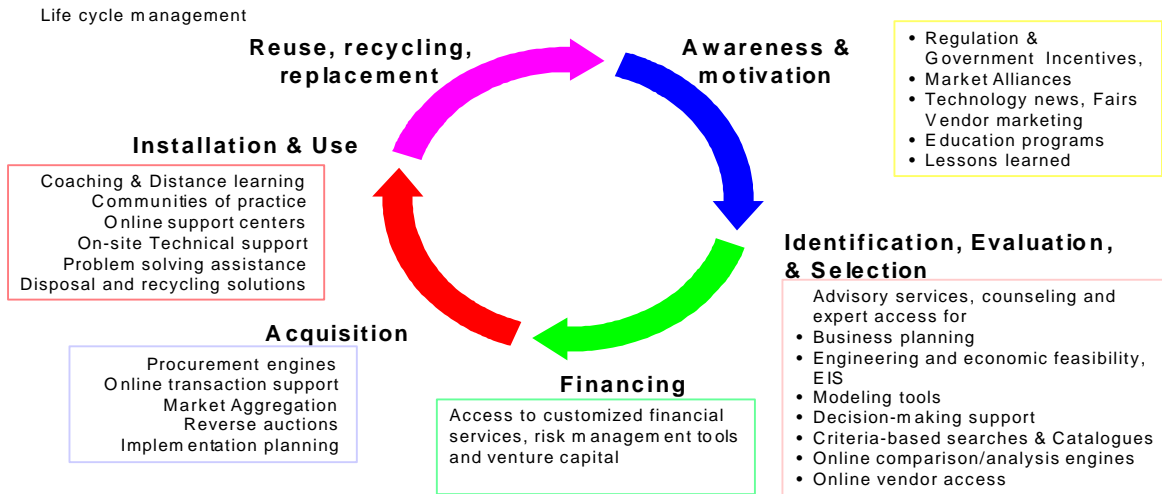 Life cycle management
Reuse, recycling,
replacement
Awareness &
motivation
• Regulation &
Government Incentives,
• Market Alliances
• Technology news, Fairs
Vendor marketing
• Education programs
• Lessons learned
Installation & Use
Coaching & Distance learning
Communities of practice
Online support centers
On-site Technical support
Problem solving assistance
Disposal and recycling solutions
Identification, Evaluation,
& Selection
Advisory services, counseling and
expert access for
• Business planning
• Engineering and economic feasibility,
EIS
• Modeling tools
• Decision-making support
• Criteria-based searches & Catalogues
• Online comparison/analysis engines
• Online vendor access
Acquisition
Procurement engines
Online transaction support
Market Aggregation
Reverse auctions
Implementation planning
Financing
Access to customized financial
services, risk management tools
and venture capital